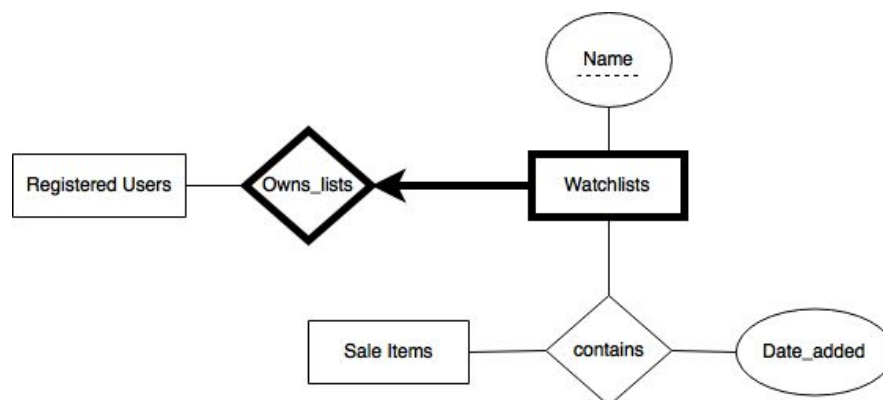 Name
Registered Users
Owns_lists
Watchlists
Sale Items
contains
Date_added